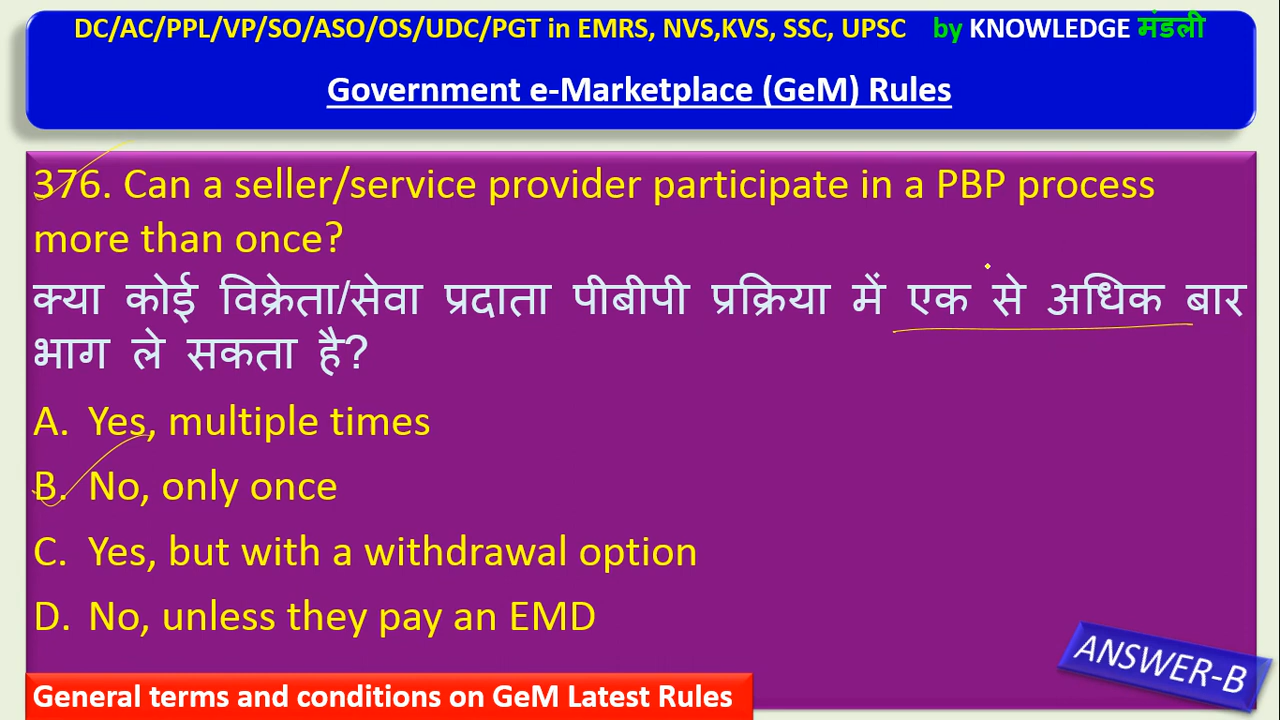 DC/AC/PPL/VP/SO/ASO/OS/UDC/PGT in EMRS, NVS,KVS, SSC, UPSC by KNOWLEDGE मंडली
Government e-Marketplace (GeM) Rules
376. Can a seller/service provider participate in a PBP process
more than once?
क्या कोई विक्रेता/सेवा प्रदाता पीबीपी प्रक्रिया में एक से अधिक बार
भाग ले सकता है?
A. Yes, multiple times
B. No, only once
C. Yes, but with a withdrawal option
D. No, unless they pay an EMD
ANSWER-B
General terms and conditions on GeM Latest Rules